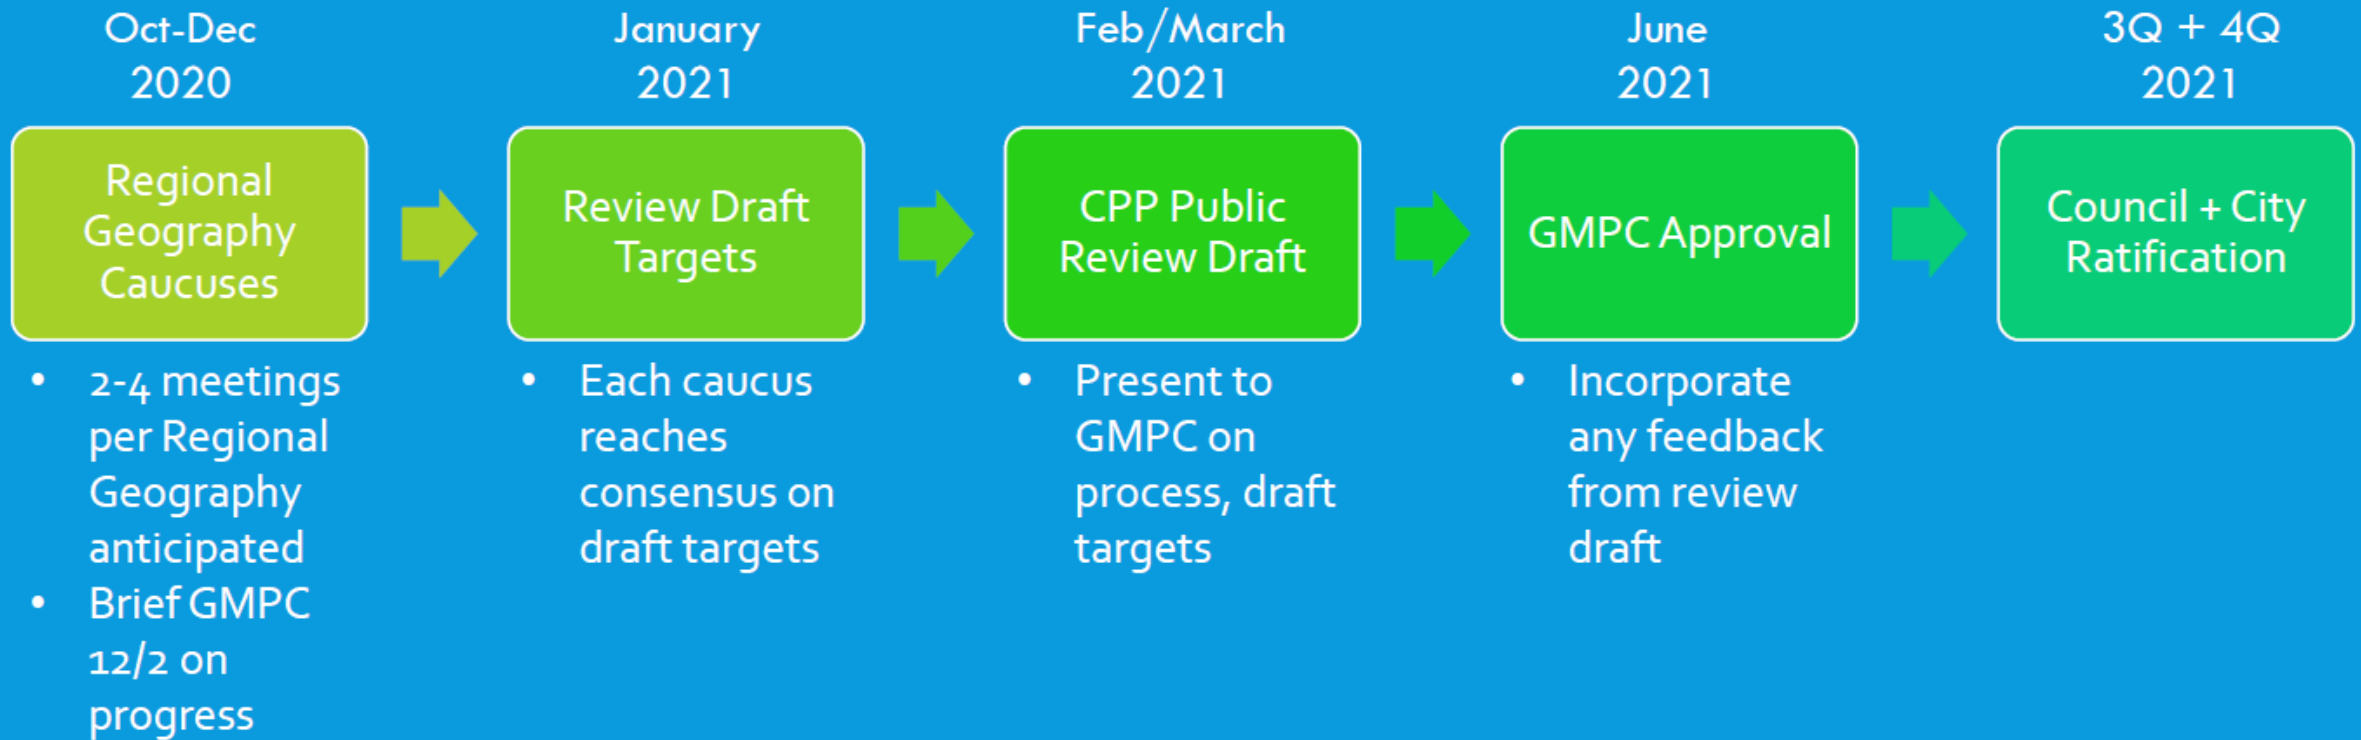 Oct-Dec
2020
Regional
Geography
Caucuses
• 2-4 meetings
per Regional
Geography
anticipated
• Brief GMPC
12/2 on
progress
January
2021
Review Draft
Targets
• Each caucus
reaches
consensus on
draft targets
Feb/March
2021
CPP Public
Review Draft
• Present to
GMPC on
process, draft
targets
June
2021
GMPC Approval
• Incorporate
any feedback
from review
draft
3Q + 4Q
2021
Council + City
Ratification